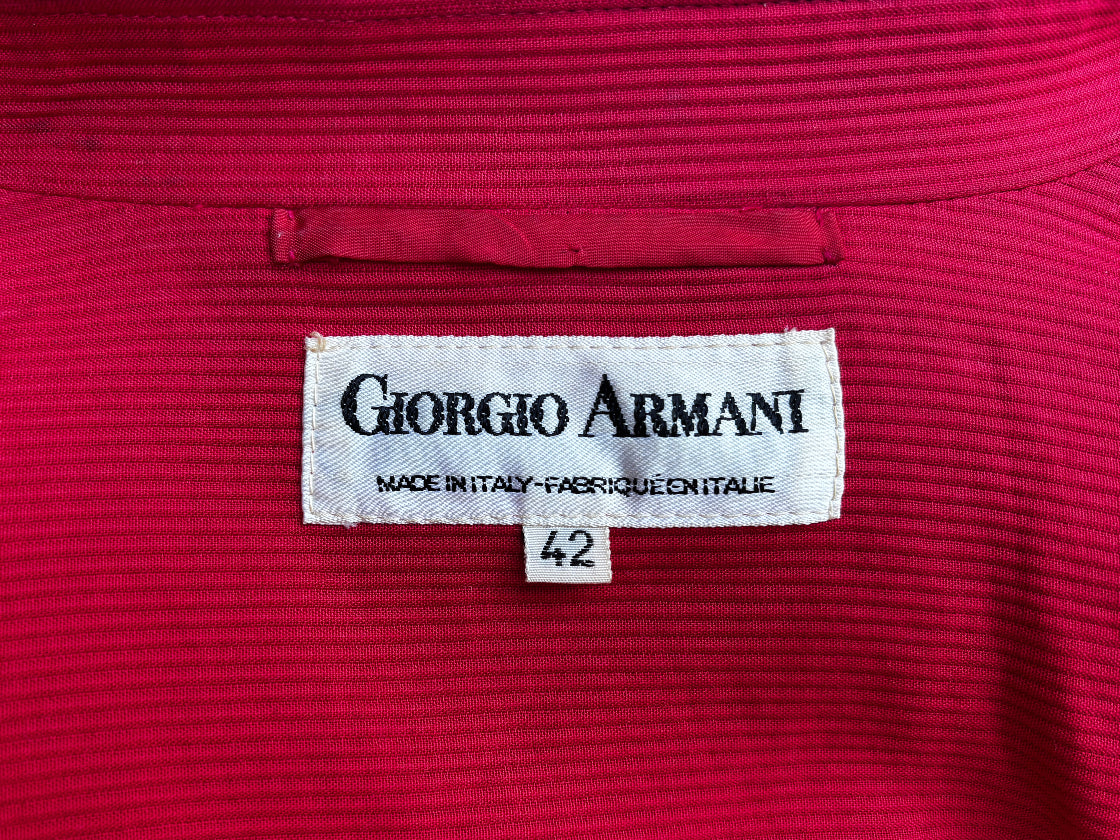 GIORGIO ARMANI
MADE IN ITALY-FABRIQUÉ EN ITALIE
42